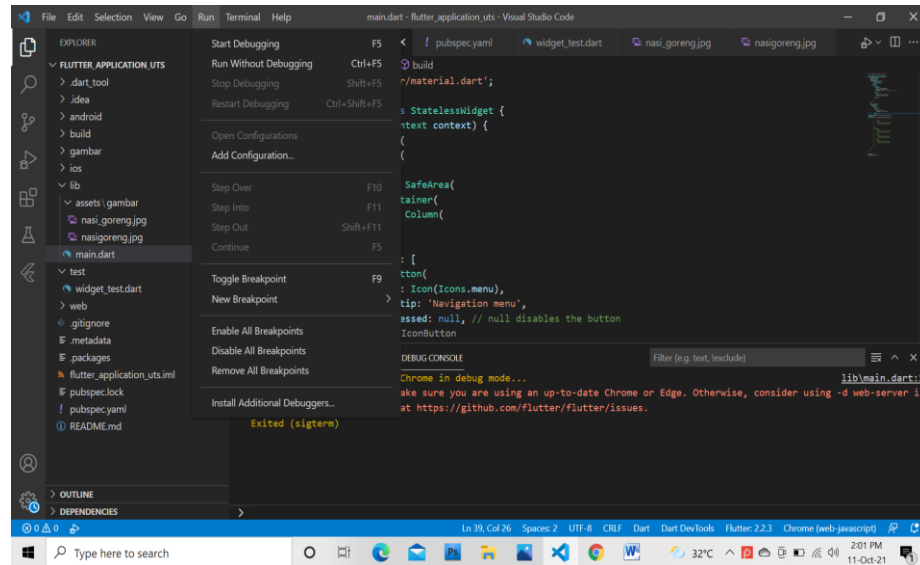 File Edit Selection View Go Run Terminal Help main.dart - flutter_application_uts - Visual Studio Code
EXPLORER
! pubspec.yaml widget_test.dart nasi_goreng.jpg nasigoreng.jpg
FLUTTER_APPLICATION_UTS
> .dart_tool
> .idea
> android
> build
> gambar
> ios
lib
assets \ gambar
nasi_goreng.jpg
nasigoreng.jpg
main.dart
test
widget_test.dart
> web
.gitignore
.metadata
.packages
flutter_application_uts.iml
pubspec.lock
! pubspec.yaml
README.md
> OUTLINE
> DEPENDENCIES
Start Debugging F5
Run Without Debugging Ctrl+F5
Stop Debugging Shift+F5
Restart Debugging Ctrl+Shift+F5
Open Configurations
Add Configuration...
Step Over F10
Step Into F11
Step Out Shift+F11
Continue F5
Toggle Breakpoint F9
New Breakpoint >
Enable All Breakpoints
Disable All Breakpoints
Remove All Breakpoints
Install Additional Debuggers...
build
r/material.dart';
s StatelessWidget {
ntext context) {
(
(
SafeArea(
tainer(
Column(
: [
tton(
: Icon(Icons.menu),
tip: 'Navigation menu',
essed: null, // null disables the button
IconButton
DEBUG CONSOLE Filter (e.g. text, !exclude)
Chrome in debug mode... lib\main.dart:1
ake sure you are using an up-to-date Chrome or Edge. Otherwise, consider using -d web-server i
at https://github.com/flutter/flutter/issues.
Exited (sigterm)
>
0 0 Ln 39, Col 26 Spaces: 2 UTF-8 CRLF Dart Dart DevTools Flutter: 2.2.3 Chrome (web-javascript)
Type here to search 32°C 2:01 PM
11-Oct-21